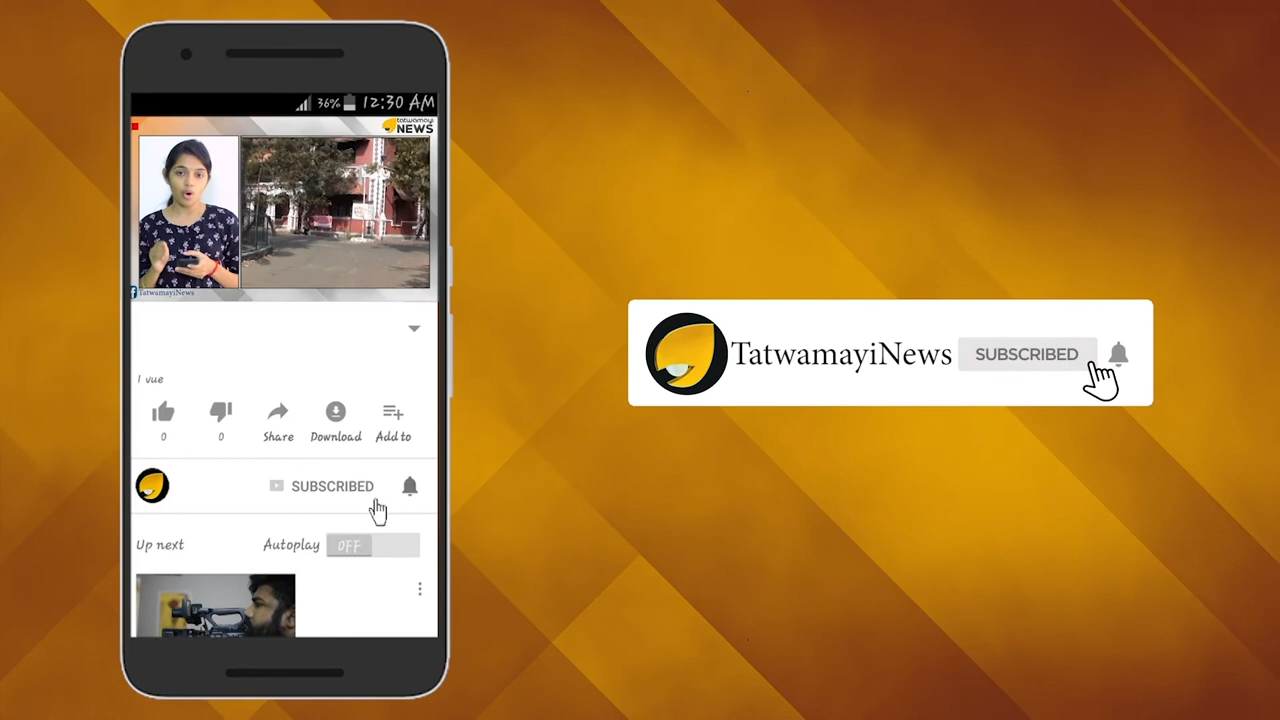 36% 12:30 AM
tatwamayi
NEWS
TatwamayiNews
1 vue
0 0 Share Download Add to
SUBSCRIBED
Up next Autoplay OFF
TatwamayiNews SUBSCRIBED